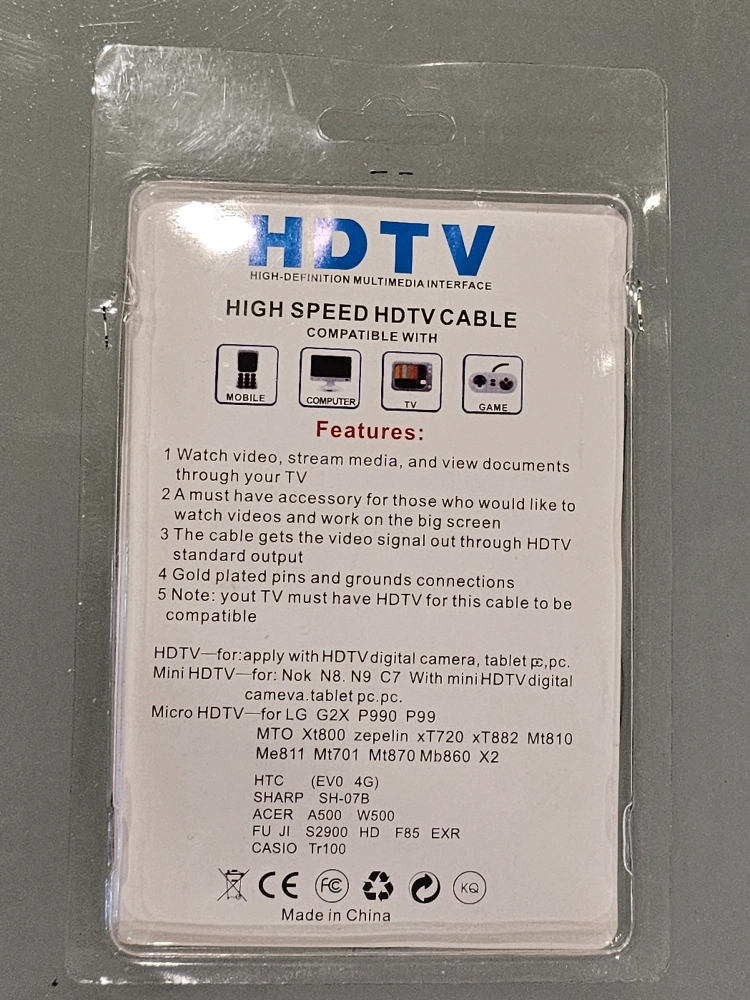 HDTV
HIGH-DEFINITION MULTIMEDIA INTERFACE
HIGH SPEED HDTV CABLE
COMPATIBLE WITH
MOBILE COMPUTER TV GAME
Features:
1 Watch video, stream media, and view documents
through your TV
2 A must have accessory for those who would like to
watch videos and work on the big screen
3 The cable gets the video signal out through HDTV
standard output
4 Gold plated pins and grounds connections
5 Note: yout TV must have HDTV for this cable to be
compatible
HDTV—for:apply with HDTV digital camera, tablet pc,pc.
Mini HDTV—for: Nok N8. N9 C7 With mini HDTV digital
cameva.tablet pc.pc.
Micro HDTV—for LG G2X P990 P99
MTO Xt800 zepelin xT720 xT882 Mt810
Me811 Mt701 Mt870 Mb860 X2
HTC (EV0 4G)
SHARP SH-07B
ACER A500 W500
FU JI S2900 HD F85 EXR
CASIO Tr100
CE FC KQ
Made in China